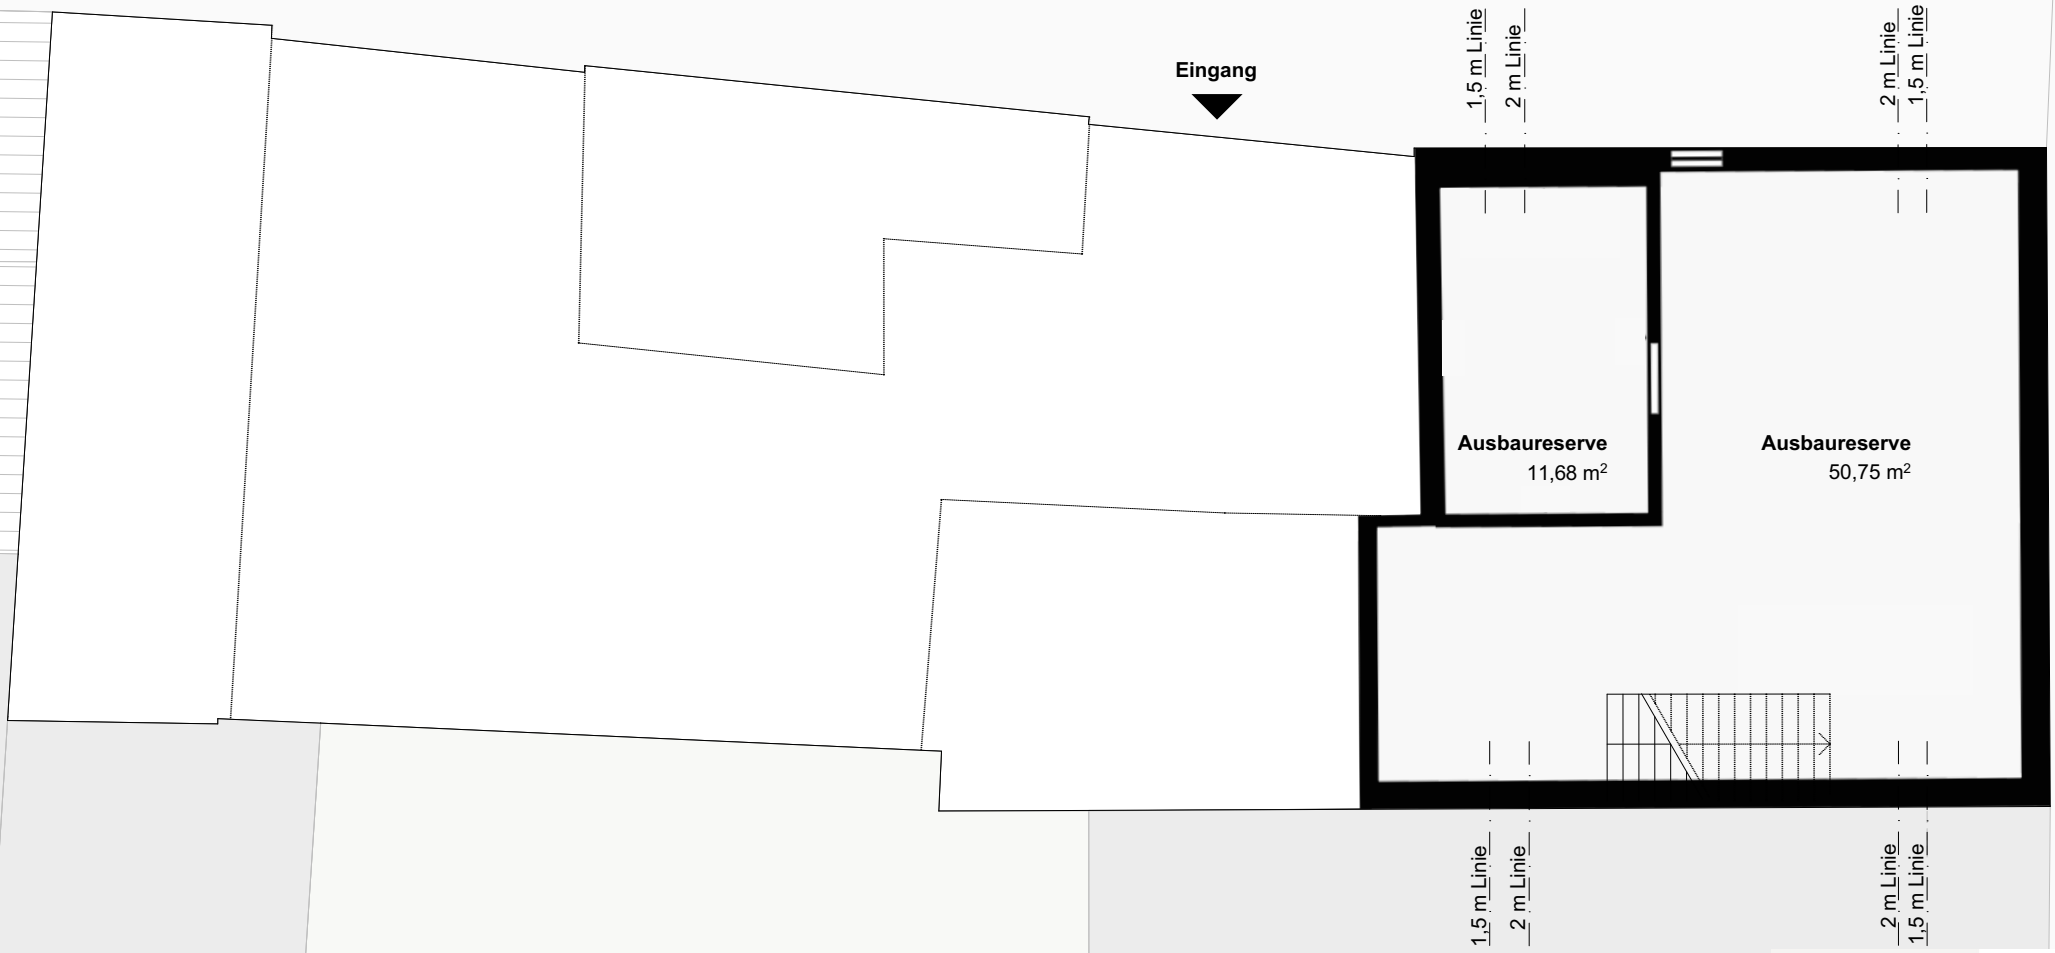 1,5 m Linie
2 m Linie
2 m Linie
1,5 m Linie
Eingang
Ausbaureserve
11,68 m²
Ausbaureserve
50,75 m²
1,5 m Linie
2 m Linie
2 m Linie
1,5 m Linie